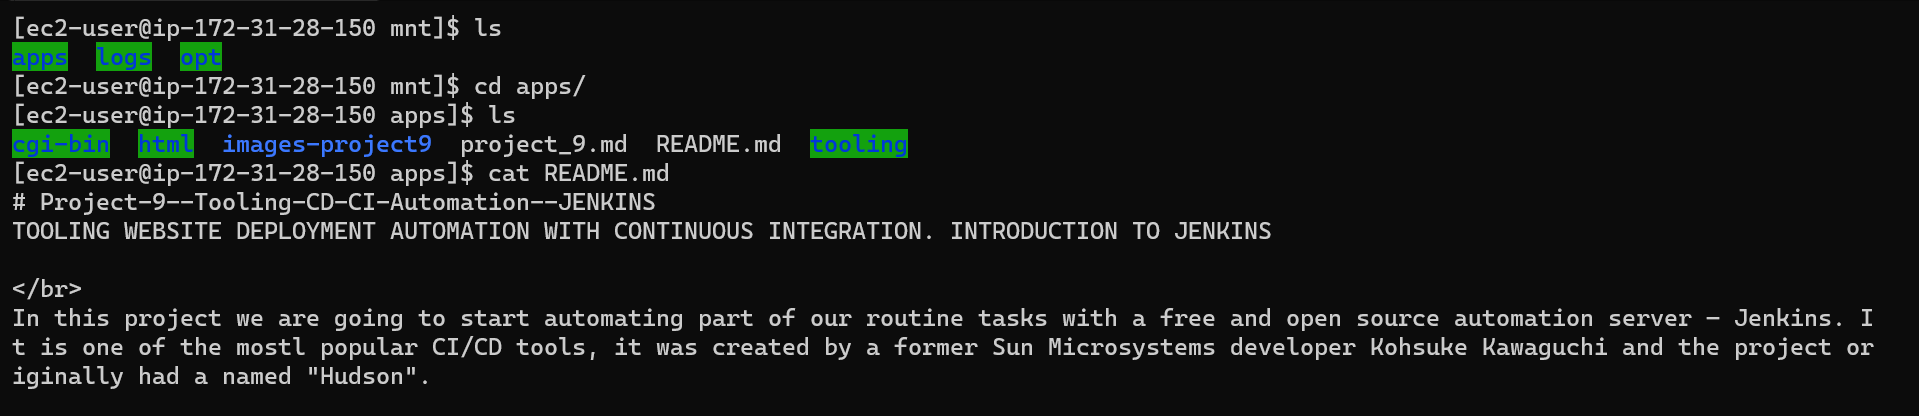 [ec2-user@ip-172-31-28-150 mnt]$ ls
apps  logs  opt
[ec2-user@ip-172-31-28-150 mnt]$ cd apps/
[ec2-user@ip-172-31-28-150 apps]$ ls
cgi-bin  html  images-project9  project_9.md  README.md  tooling
[ec2-user@ip-172-31-28-150 apps]$ cat README.md
# Project-9--Tooling-CD-CI-Automation--JENKINS
TOOLING WEBSITE DEPLOYMENT AUTOMATION WITH CONTINUOUS INTEGRATION. INTRODUCTION TO JENKINS
</br>
In this project we are going to start automating part of our routine tasks with a free and open source automation server – Jenkins. I
t is one of the mostl popular CI/CD tools, it was created by a former Sun Microsystems developer Kohsuke Kawaguchi and the project or
iginally had a named "Hudson".